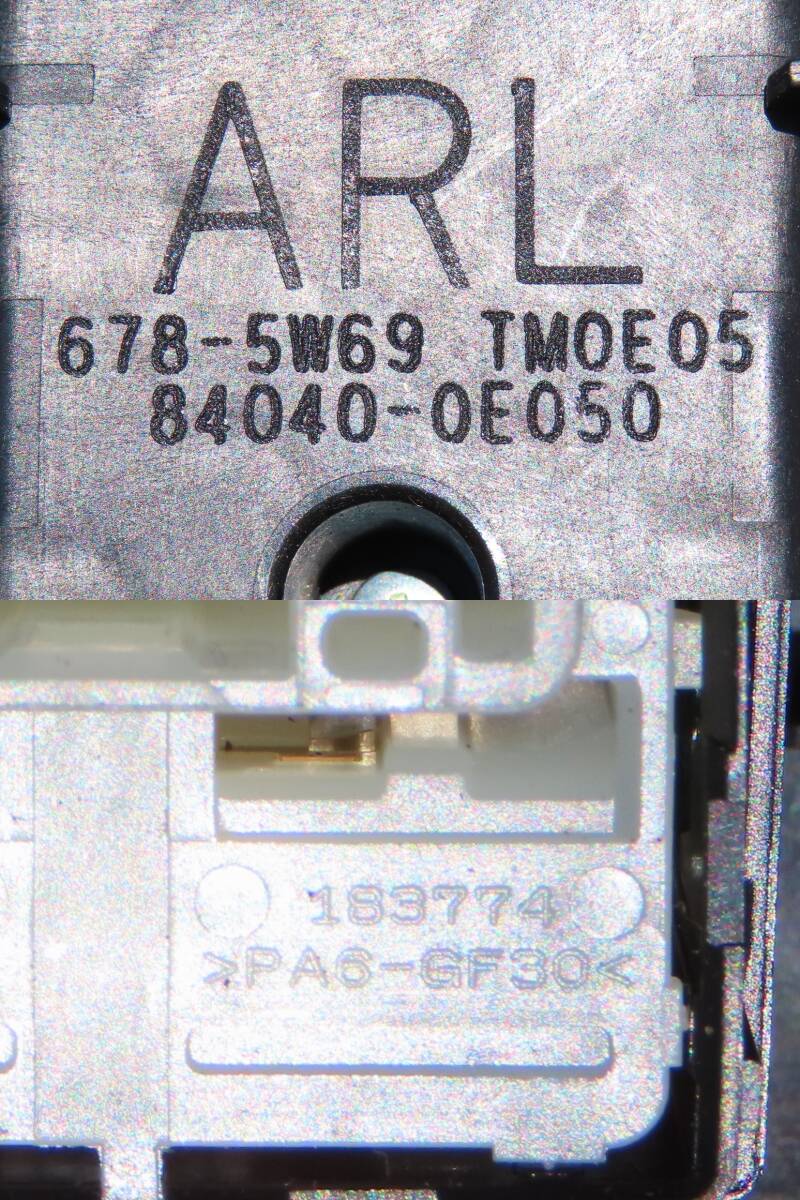 ARL
678-5W69 TM0E05
84040-0E050
183774
>PA6-GF30<